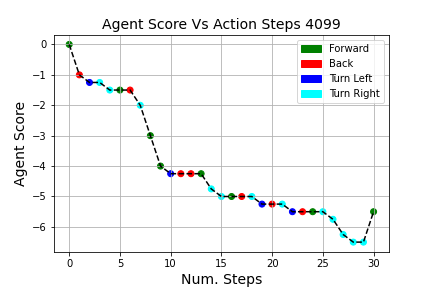 Agent Score Vs Action Steps 4099
Forward
Back
Turn Left
Turn Right
Agent Score
0
−1
−2
−3
−4
−5
−6
0 5 10 15 20 25 30
Num. Steps